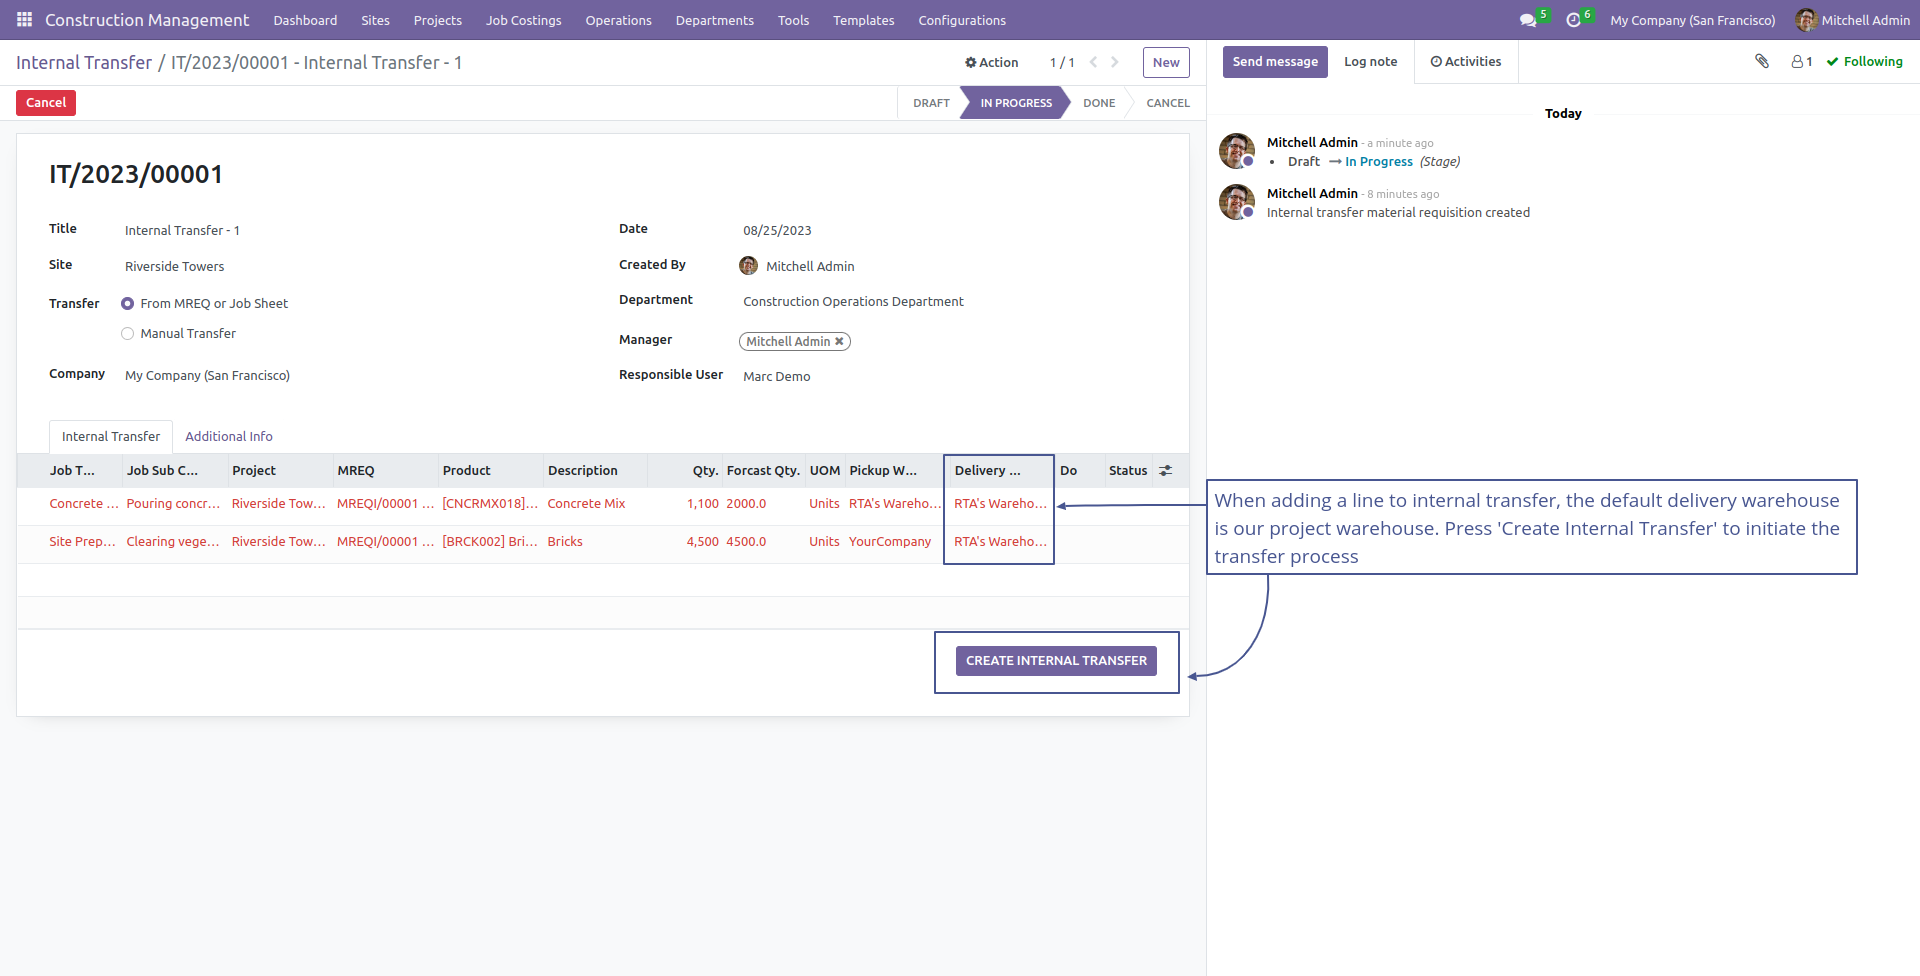 Construction Management Dashboard Sites Projects Job Costings Operations Departments Tools Templates Configurations 5 6 My Company (San Francisco) Mitchell Admin
Internal Transfer / IT/2023/00001 - Internal Transfer - 1 Action 1 / 1 New
Send message Log note Activities 1 Following
Cancel DRAFT IN PROGRESS DONE CANCEL
Today
Mitchell Admin - a minute ago
• Draft → In Progress (Stage)
Mitchell Admin - 8 minutes ago
Internal transfer material requisition created
IT/2023/00001
Title Internal Transfer - 1 Date 08/25/2023
Site Riverside Towers Created By Mitchell Admin
Transfer From MREQ or Job Sheet Department Construction Operations Department
Manual Transfer Manager Mitchell Admin ✖
Company My Company (San Francisco) Responsible User Marc Demo
Internal Transfer Additional Info
Job T... Job Sub C... Project MREQ Product Description Qty. Forcast Qty. UOM Pickup W... Delivery ... Do Status
Concrete ... Pouring concr... Riverside Tow... MREQI/00001 ... [CNCRMX018]... Concrete Mix 1,100 2000.0 Units RTA's Wareho... RTA's Wareho...
Site Prep... Clearing vege... Riverside Tow... MREQI/00001 ... [BRCK002] Bri... Bricks 4,500 4500.0 Units YourCompany RTA's Wareho...
When adding a line to internal transfer, the default delivery warehouse
is our project warehouse. Press 'Create Internal Transfer' to initiate the
transfer process
CREATE INTERNAL TRANSFER